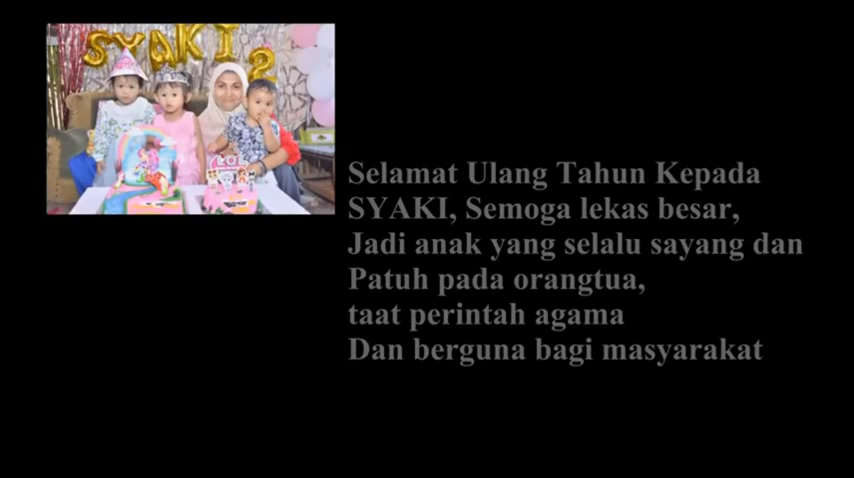 SYAKI
2
LOL
Selamat Ulang Tahun Kepada
SYAKI, Semoga lekas besar,
Jadi anak yang selalu sayang dan
Patuh pada orangtua,
taat perintah agama
Dan berguna bagi masyarakat